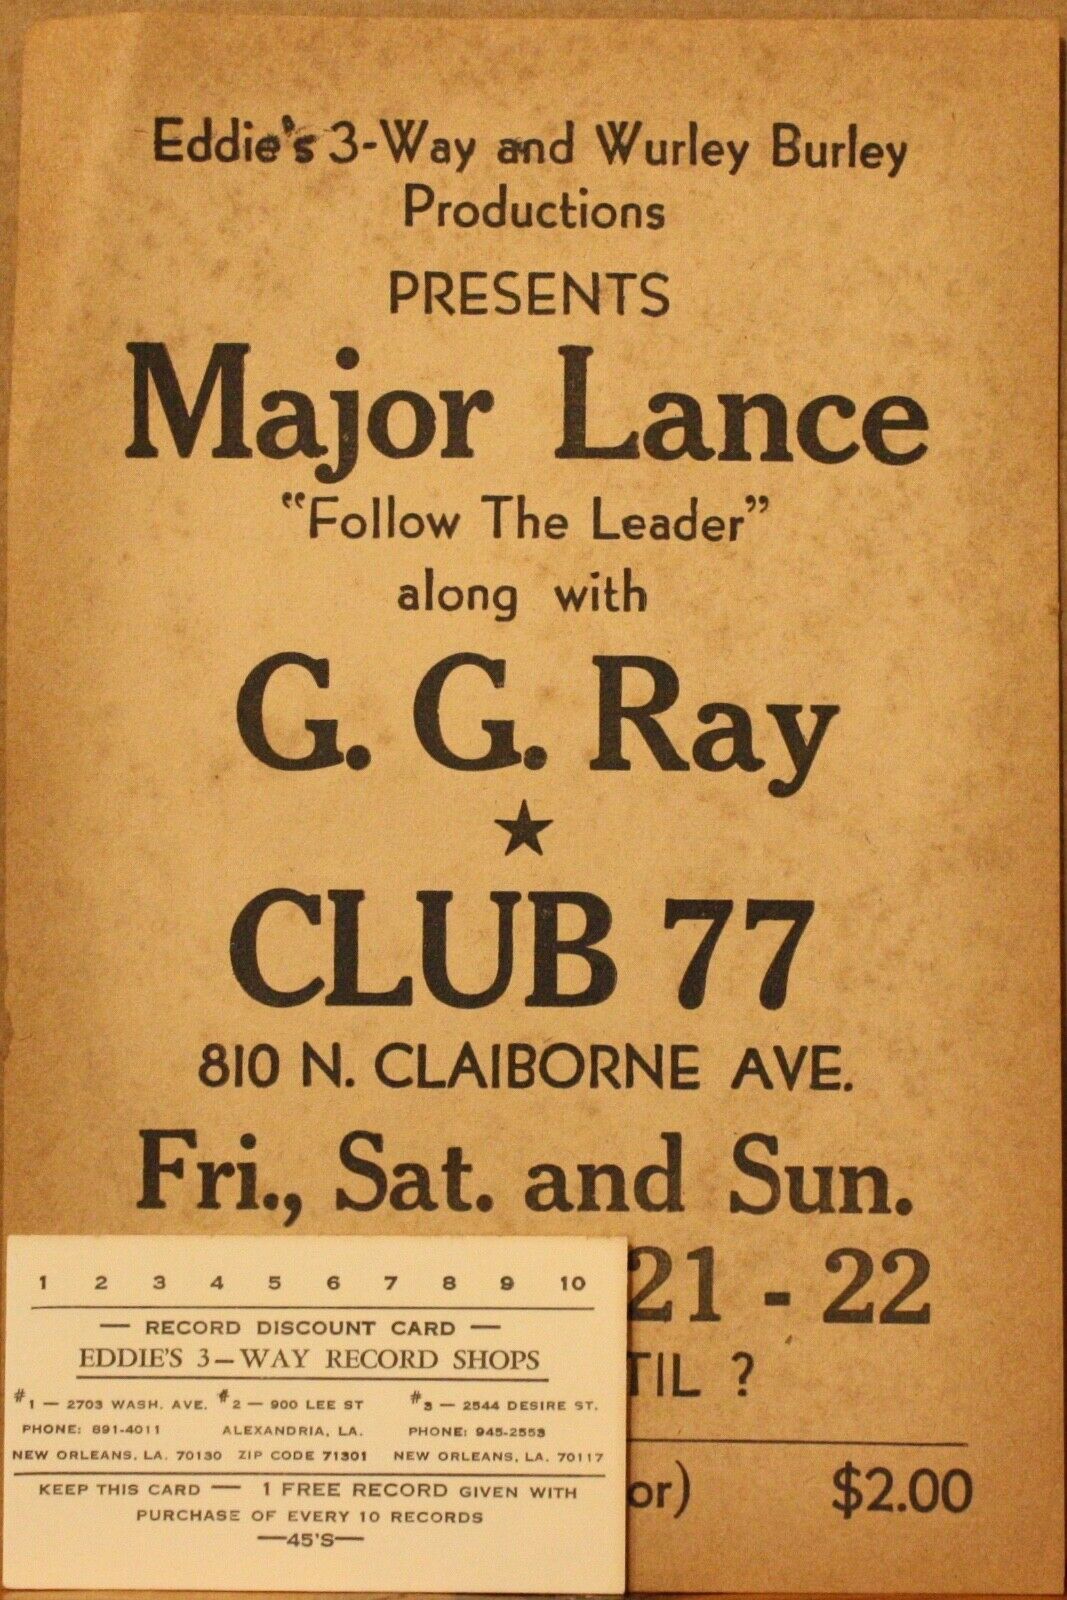 Eddie's 3-Way and Wurley Burley
Productions
PRESENTS
Major Lance
"Follow The Leader"
along with
G. G. Ray
★
CLUB 77
810 N. CLAIBORNE AVE.
Fri., Sat. and Sun.
21 - 22
TIL ?
or) $2.00
1 2 3 4 5 6 7 8 9 10
— RECORD DISCOUNT CARD —
EDDIE'S 3-WAY RECORD SHOPS
#1 — 2703 WASH. AVE. #2 — 900 LEE ST #3 — 2544 DESIRE ST.
PHONE: 891-4011 ALEXANDRIA, LA. PHONE: 945-2553
NEW ORLEANS, LA. 70130 ZIP CODE 71301 NEW ORLEANS, LA. 70117
KEEP THIS CARD — 1 FREE RECORD GIVEN WITH
PURCHASE OF EVERY 10 RECORDS
—45'S—